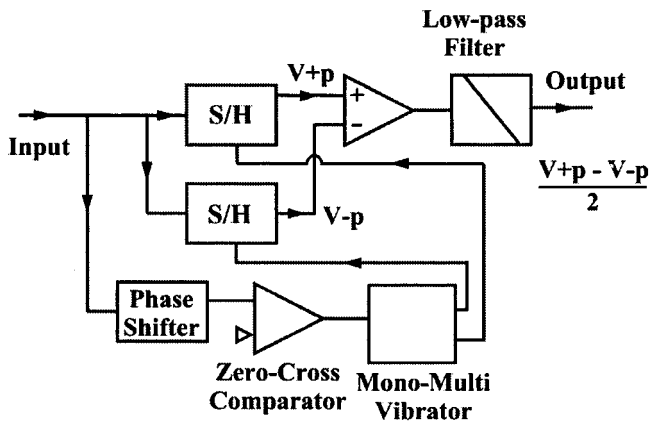 Low-pass
Filter
V+p
Output
S/H
+
-
Input
V+p - V-p
2
S/H
V-p
Phase
Shifter
Zero-Cross
Comparator
Mono-Multi
Vibrator